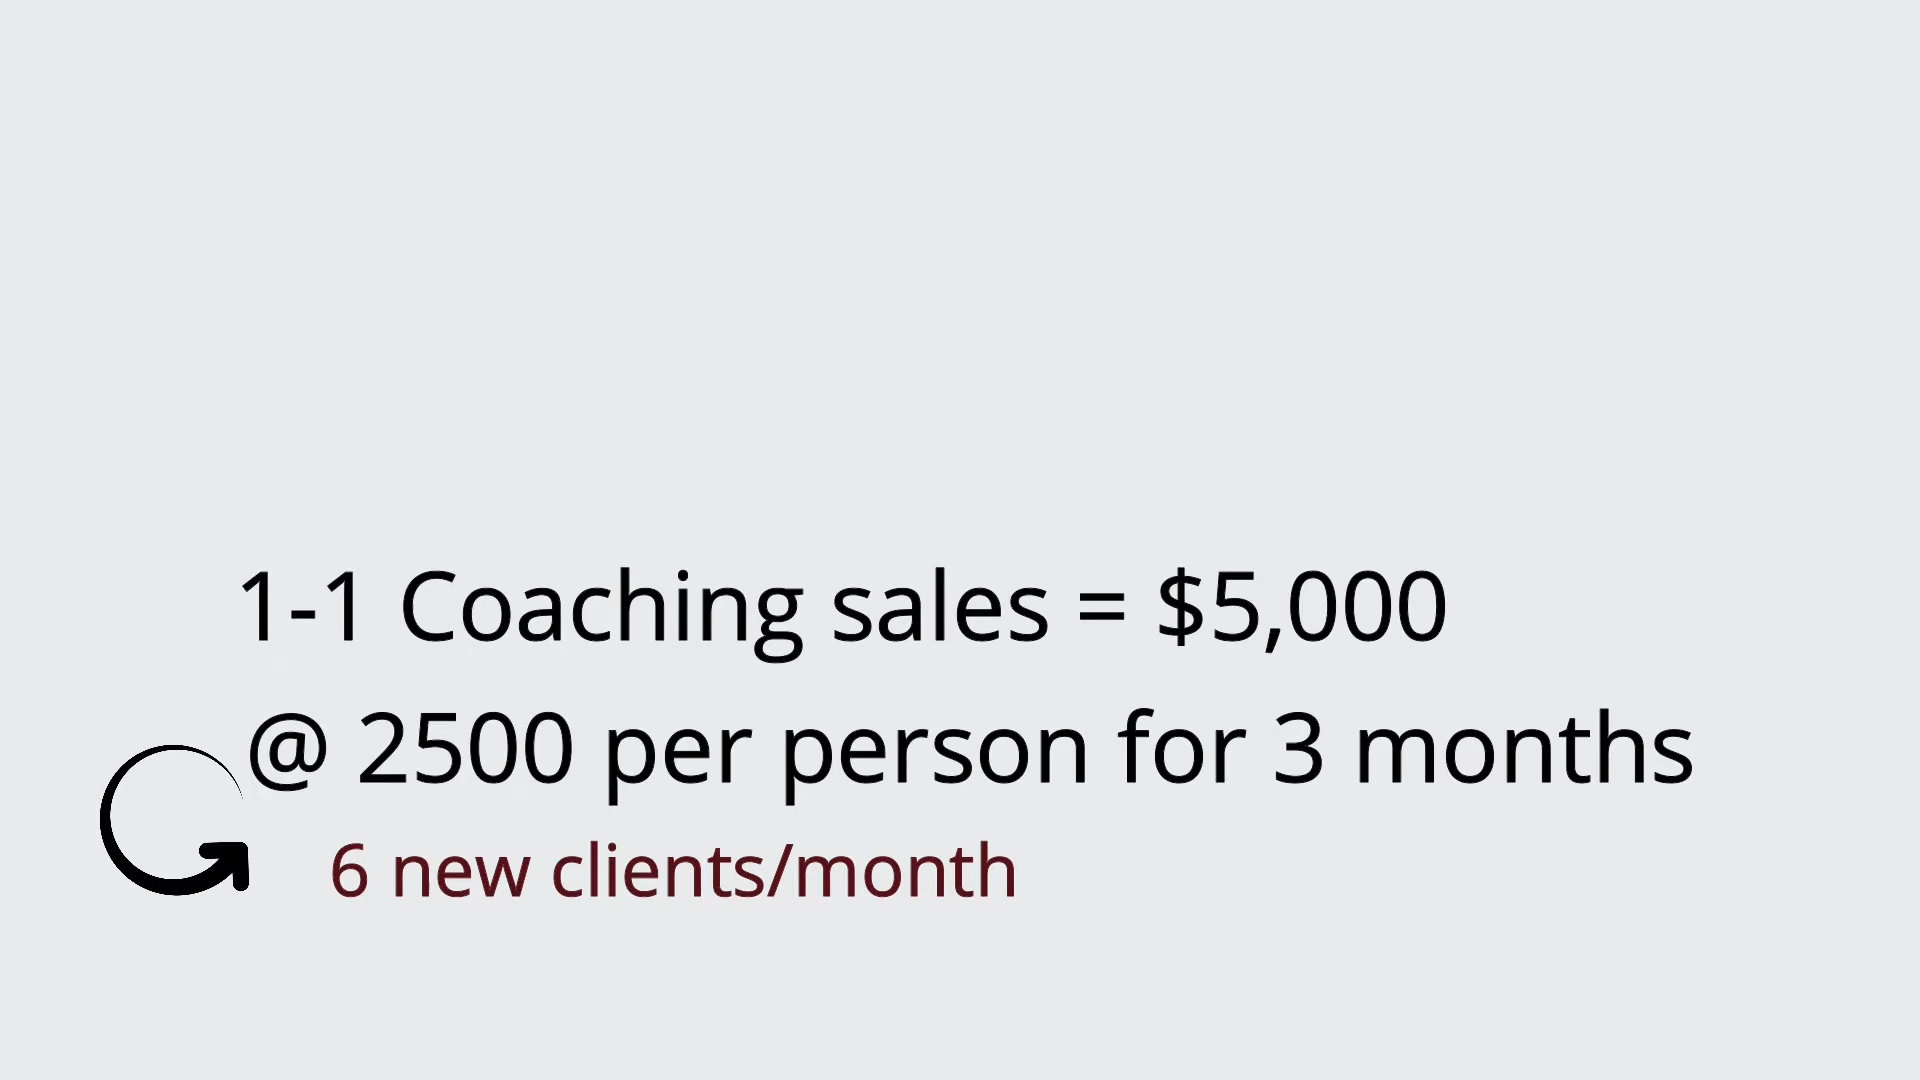 1-1 Coaching sales = $5,000
@ 2500 per person for 3 months
6 new clients/month